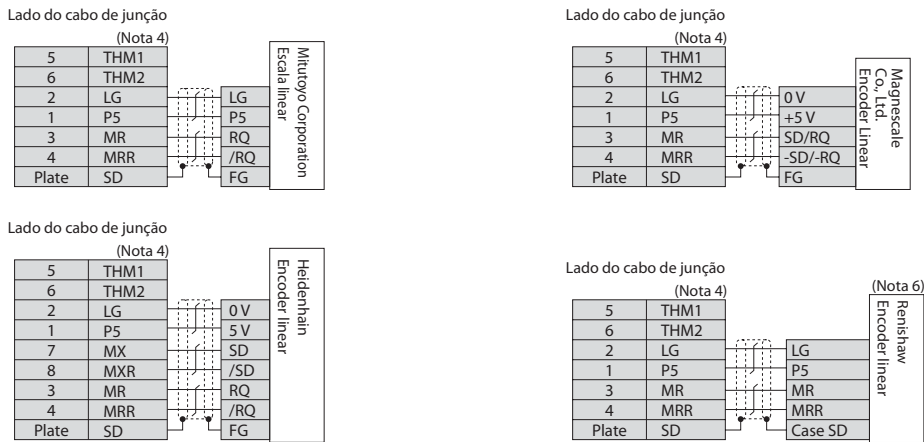 Lado do cabo de junção
(Nota 4)
5 THM1
6 THM2
2 LG LG
1 P5 P5
3 MR RQ
4 MRR /RQ
Plate SD FG
Mitutoyo Corporation
Escala linear
Lado do cabo de junção
(Nota 4)
5 THM1
6 THM2
2 LG 0 V
1 P5 +5 V
3 MR SD/RQ
4 MRR -SD/-RQ
Plate SD FG
Magnescale
Co., Ltd.
Encoder Linear
Lado do cabo de junção
(Nota 4)
5 THM1
6 THM2
2 LG 0 V
1 P5 5 V
7 MX SD
8 MXR /SD
3 MR RQ
4 MRR /RQ
Plate SD FG
Heidenhain
Encoder linear
Lado do cabo de junção
(Nota 4)
(Nota 6)
5 THM1
6 THM2
2 LG LG
1 P5 P5
3 MR MR
4 MRR MRR
Plate SD Case SD
Renishaw
Encoder linear